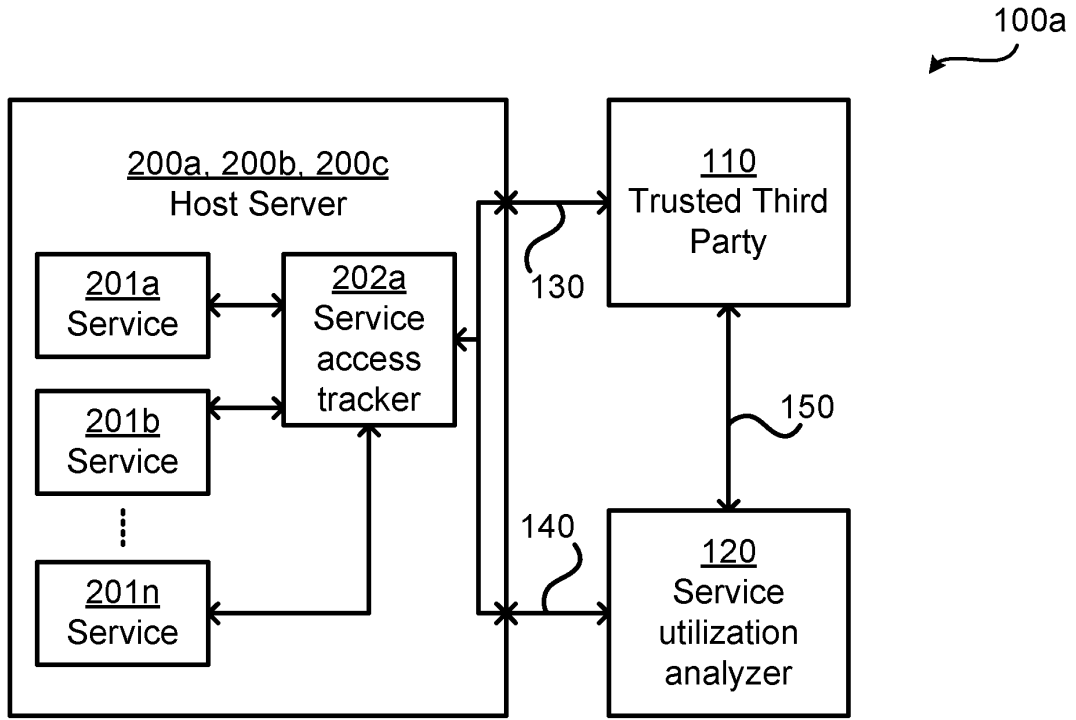 100a
200a, 200b, 200c
Host Server
201a
Service
201b
Service
201n
Service
202a
Service
access
tracker
130
140
110
Trusted Third
Party
150
120
Service
utilization
analyzer